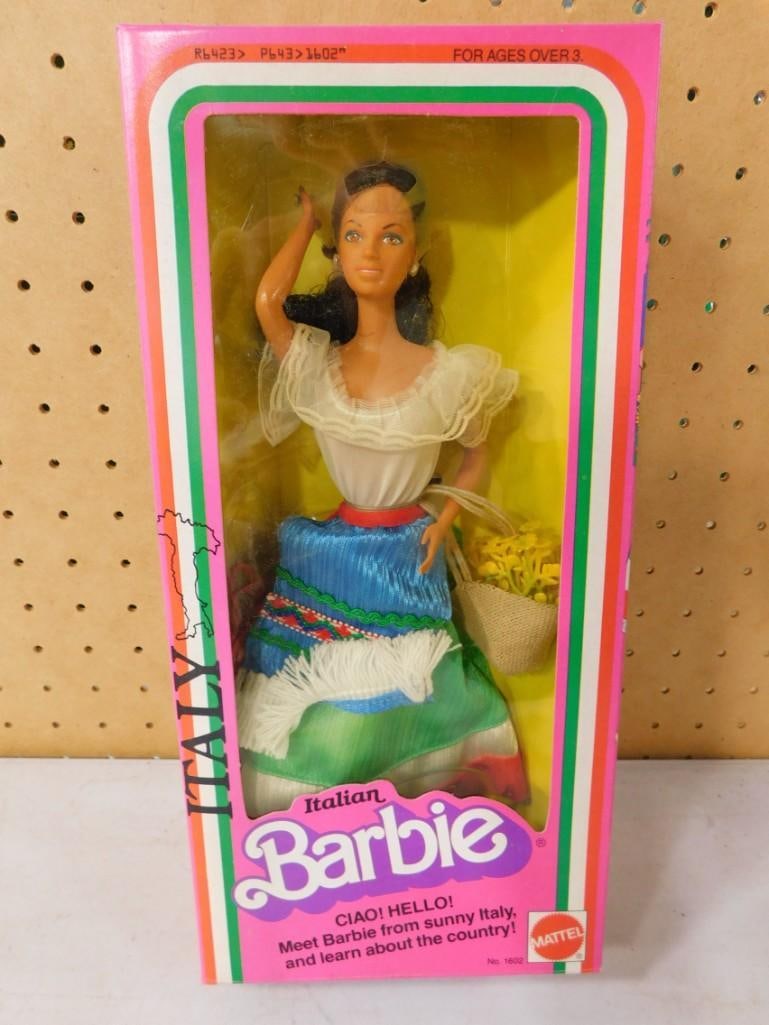 R6423> P643>1602"
FOR AGES OVER 3.
ITALY
Italian
Barbie®
CIAO! HELLO!
Meet Barbie from sunny Italy,
and learn about the country!
MATTEL
®
No. 1602